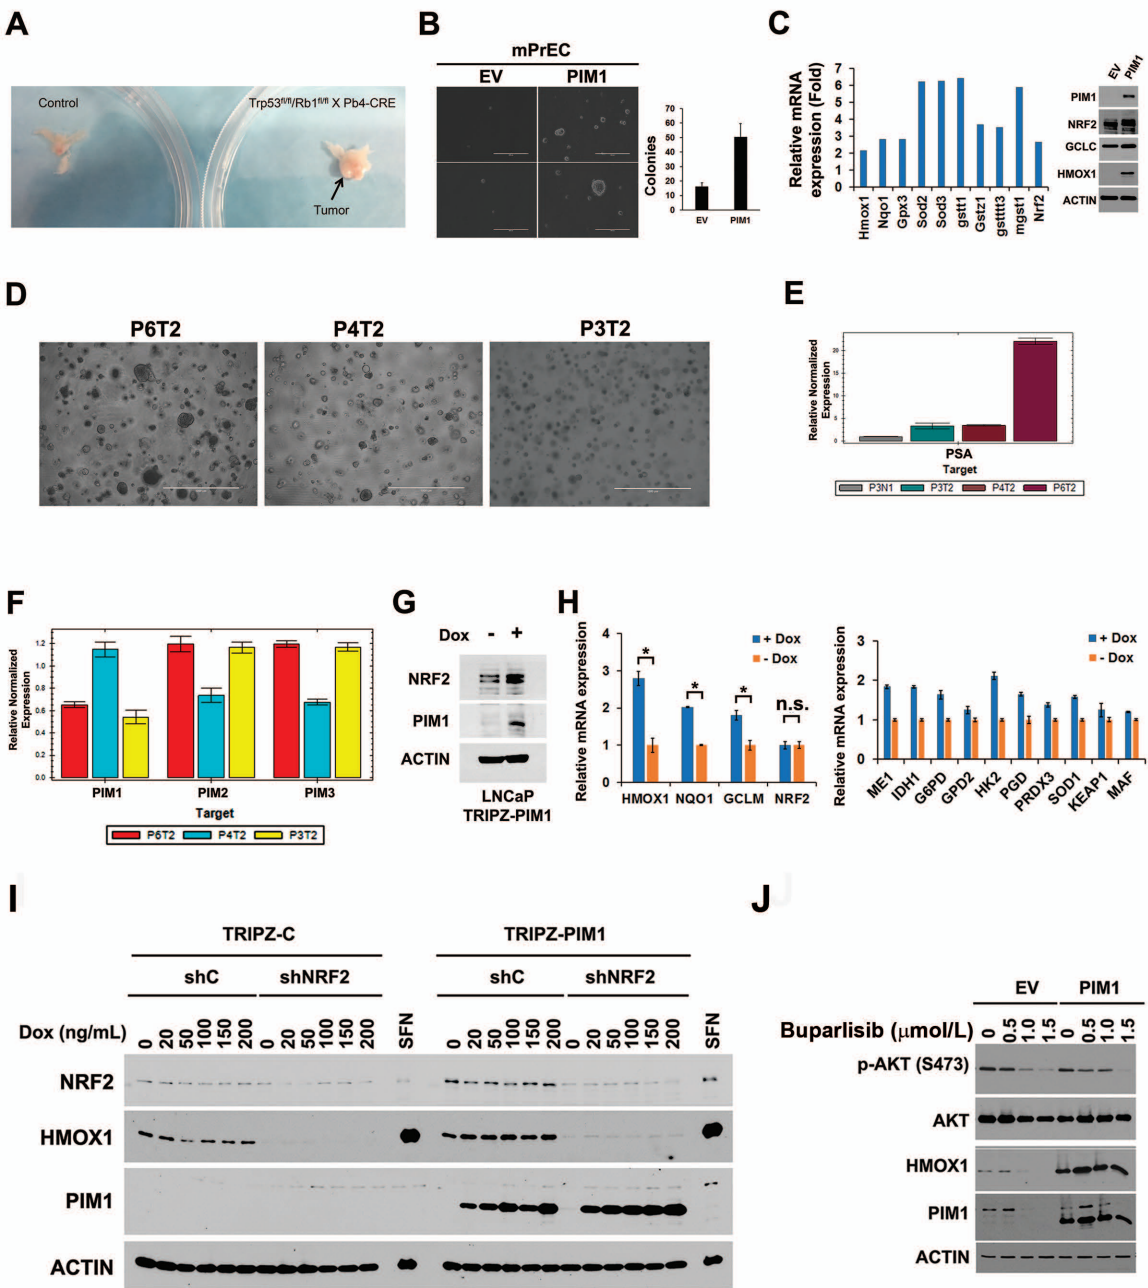 A
Control
Trp53fl/fl/Rb1fl/fl X Pb4-CRE
Tumor
B
mPrEC
EV PIM1
Colonies
70
60
50
40
30
20
10
0
EV PIM1
C
Relative mRNA
expression (Fold)
7
6
5
4
3
2
1
0
Hmox1
Nqo1
Gpx3
Sod2
Sod3
gstt1
Gstz1
gsttt3
mgst1
Nrf2
EV
PIM1
PIM1
NRF2
GCLC
HMOX1
ACTIN
D
P6T2 P4T2 P3T2
E
Relative Normalized
Expression
20
15
10
5
0
PSA
Target
P3N1 P3T2 P4T2 P6T2
F
Relative Normalized
Expression
1.2
1.0
0.8
0.6
0.4
0.2
0.0
PIM1 PIM2 PIM3
Target
P6T2 P4T2 P3T2
G
Dox - +
NRF2
PIM1
ACTIN
LNCaP
TRIPZ-PIM1
H
Relative mRNA expression
4
3
2
1
0
+ Dox
- Dox
*
*
*
n.s.
HMOX1 NQO1 GCLM NRF2
Relative mRNA expression
3
2
1
0
+ Dox
- Dox
ME1
IDH1
G6PD
GPD2
HK2
PGD
PRDX3
SOD1
KEAP1
MAF
I
TRIPZ-C TRIPZ-PIM1
shC shNRF2 shC shNRF2
Dox (ng/mL) 0 20 50 100 150 200 0 20 50 100 150 200 SFN 0 20 50 100 150 200 0 20 50 100 150 200 SFN
NRF2
HMOX1
PIM1
ACTIN
J
EV PIM1
Buparlisib (μmol/L) 0 0.5 1.0 1.5 0 0.5 1.0 1.5
p-AKT (S473)
AKT
HMOX1
PIM1
ACTIN